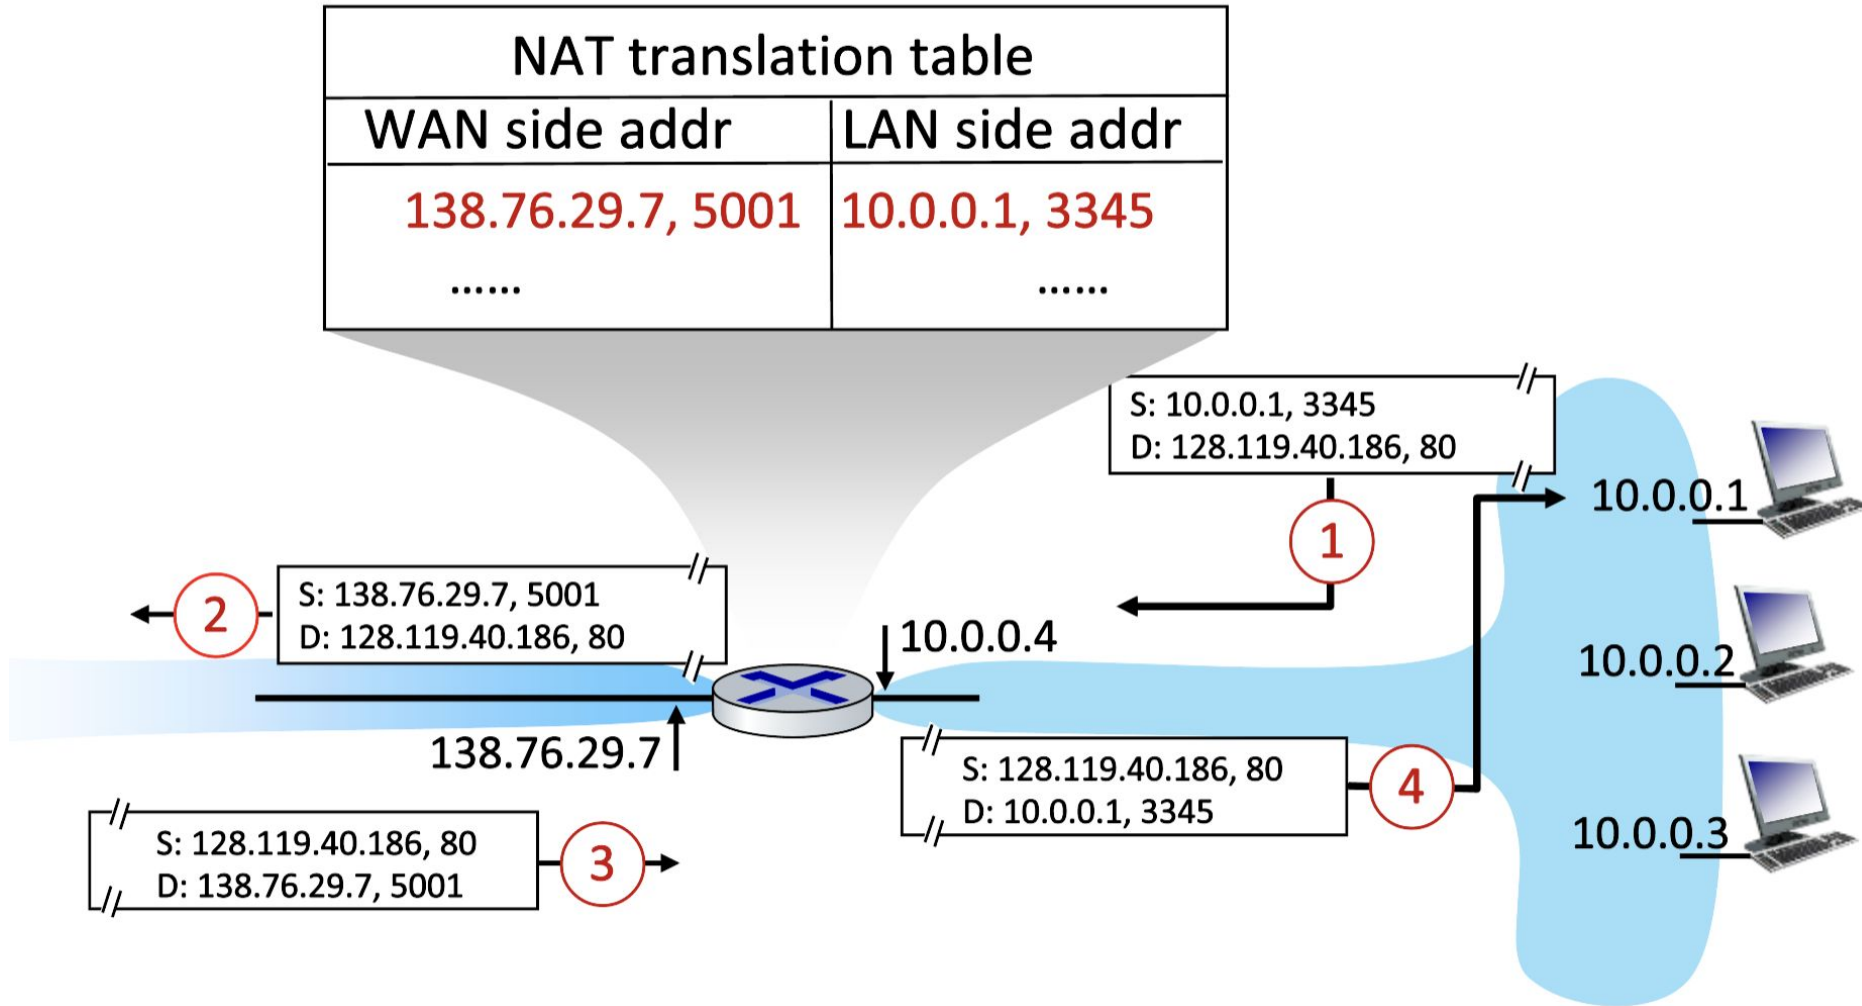 NAT translation table
WAN side addr
LAN side addr
138.76.29.7, 5001
10.0.0.1, 3345
......
......
S: 10.0.0.1, 3345
D: 128.119.40.186, 80
1
10.0.0.1
2
S: 138.76.29.7, 5001
D: 128.119.40.186, 80
10.0.0.4
10.0.0.2
138.76.29.7
S: 128.119.40.186, 80
D: 10.0.0.1, 3345
4
S: 128.119.40.186, 80
D: 138.76.29.7, 5001
3
10.0.0.3